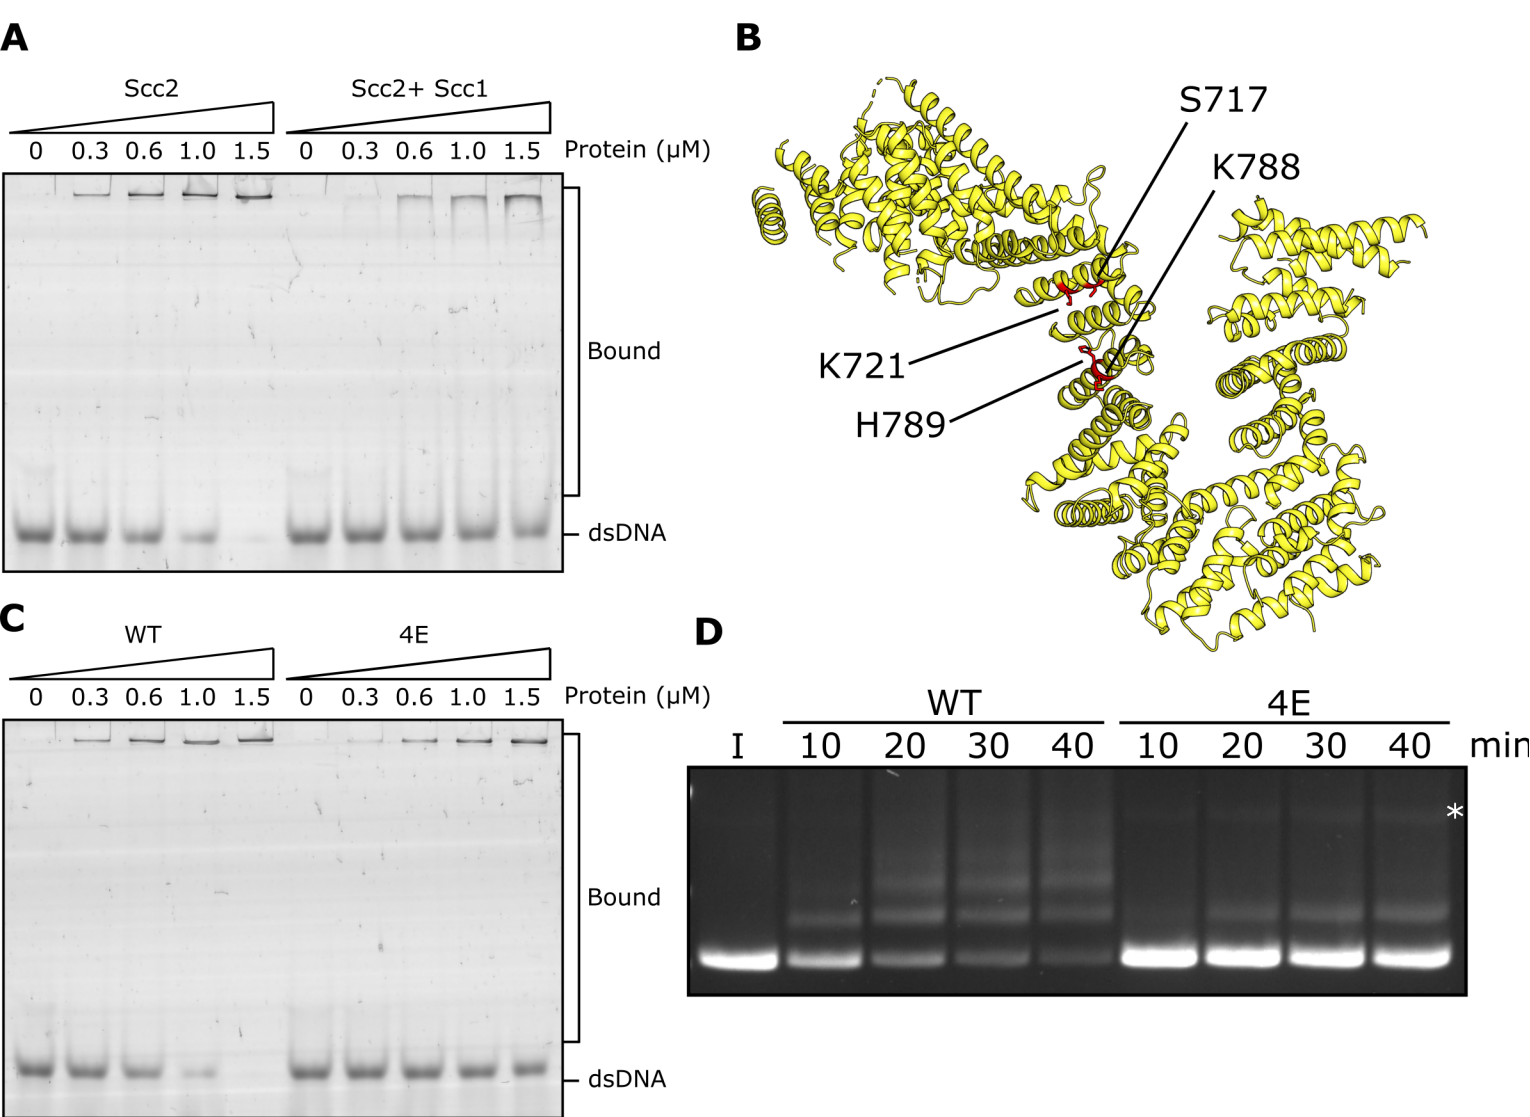 A
Scc2
Scc2+ Scc1
0 0.3 0.6 1.0 1.5 0 0.3 0.6 1.0 1.5 Protein (µM)
Bound
dsDNA
B
S717
K788
K721
H789
C
WT
4E
0 0.3 0.6 1.0 1.5 0 0.3 0.6 1.0 1.5 Protein (µM)
Bound
dsDNA
D
WT
4E
I 10 20 30 40 10 20 30 40 min
*